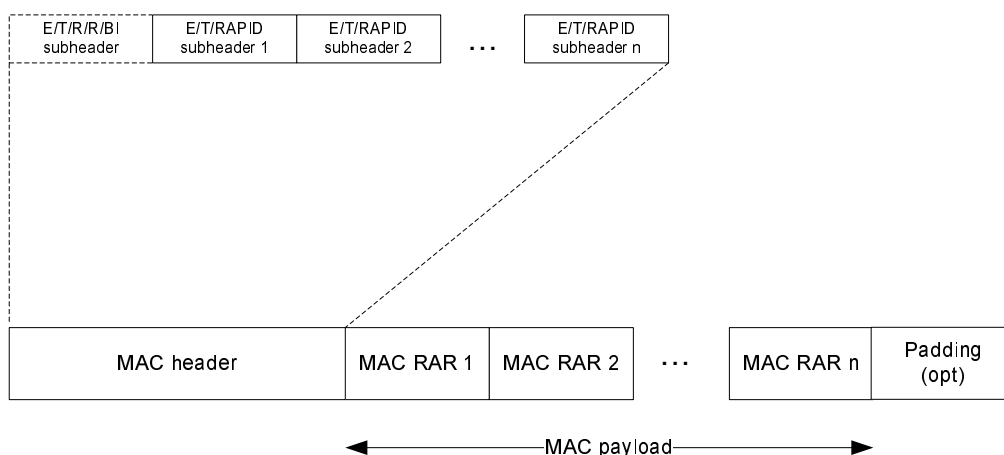 E/T/R/R/BI
subheader
E/T/RAPID
subheader 1
E/T/RAPID
subheader 2
...
E/T/RAPID
subheader n
MAC header
MAC RAR 1
MAC RAR 2
...
MAC RAR n
Padding
(opt)
MAC payload